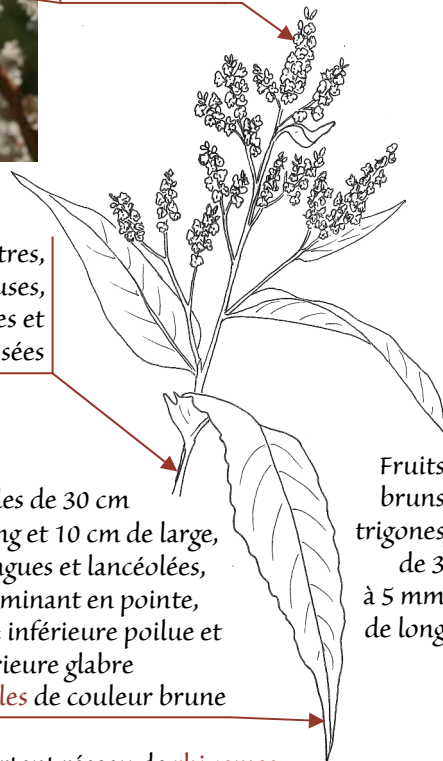 tres,
uses,
es et
sées
les de 30 cm
ng et 10 cm de large,
ngues et lancéolées,
minant en pointe,
inférieure poilue et
rieure glabre
les de couleur brune
Fruits
bruns
trigones
de 3
à 5 mm
de long